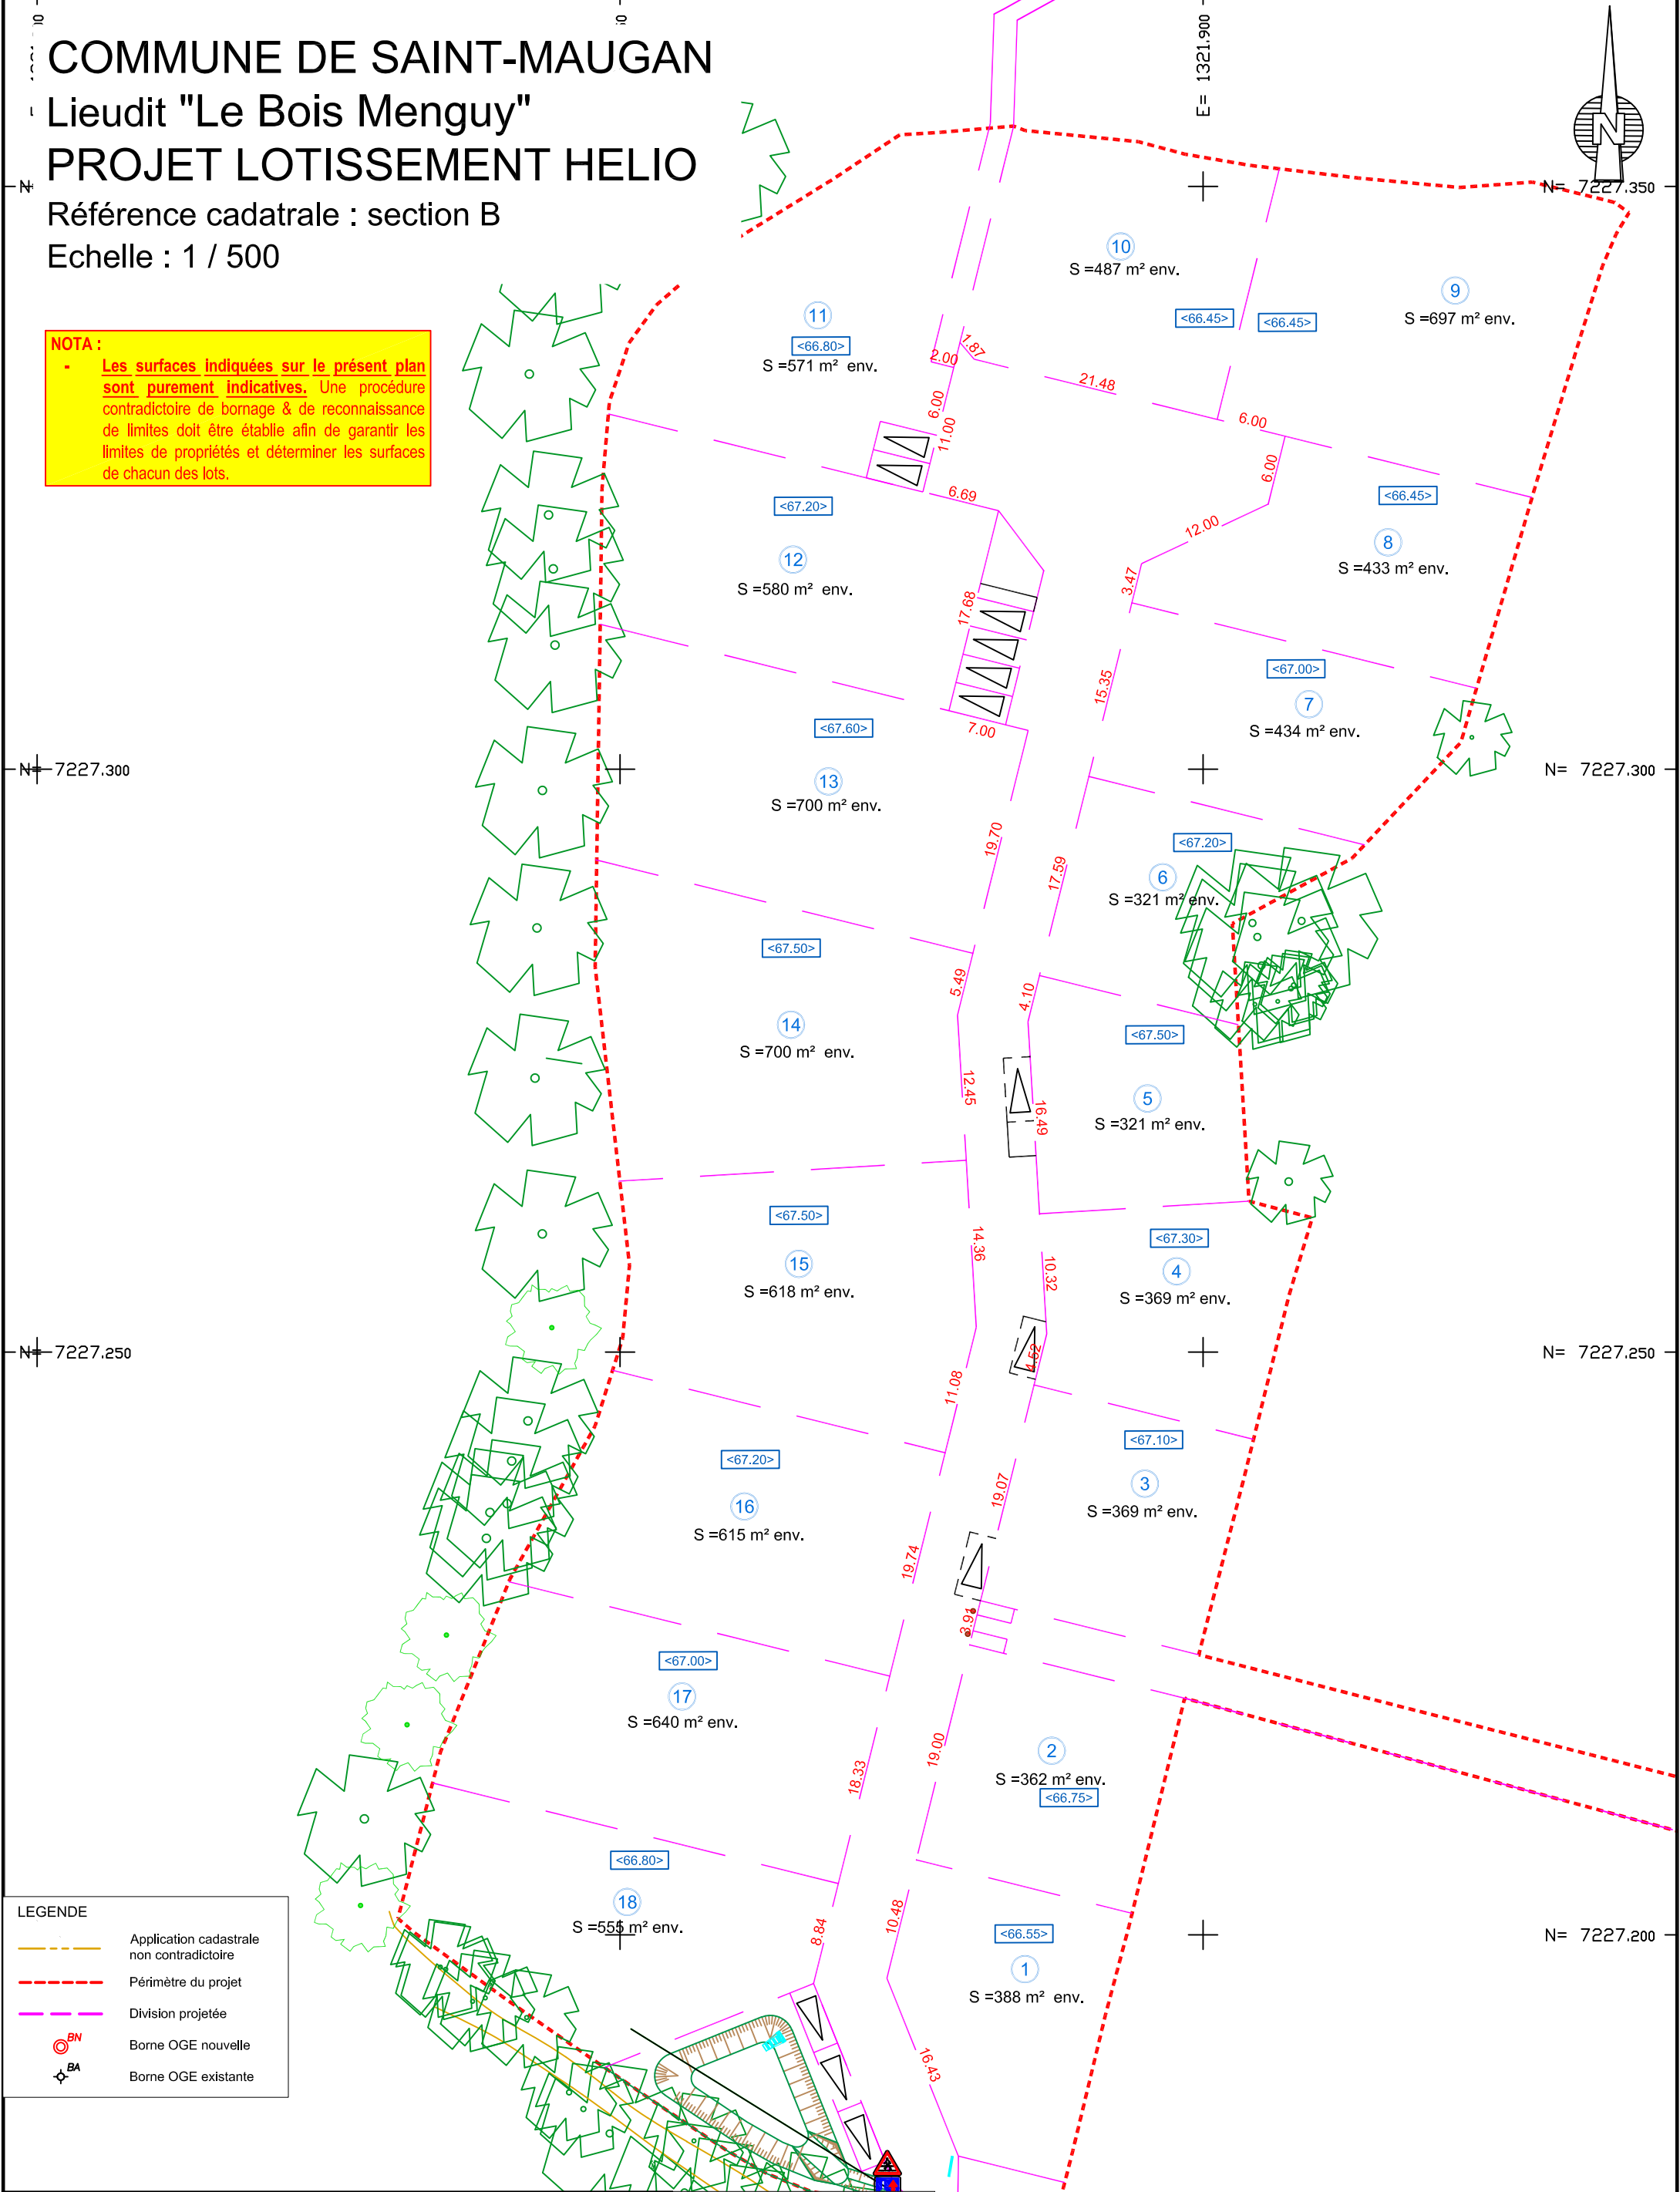 COMMUNE DE SAINT-MAUGAN
Lieudit "Le Bois Menguy"
PROJET LOTISSEMENT HELIO
Référence cadatrale : section B
Echelle : 1 / 500
E= 1321.900
N
N= 7227.350
NOTA :
- Les surfaces indiquées sur le présent plan
sont purement indicatives. Une procédure
contradictoire de bornage & de reconnaissance
de limites doit être établie afin de garantir les
limites de propriétés et déterminer les surfaces
de chacun des lots.
10
S =487 m² env.
9
S =697 m² env.
<66.45>
<66.45>
11
<66.80>
S =571 m² env.
2.00
1.87
21.48
6.00
11.00
6.00
6.00
6.69
<67.20>
12
S =580 m² env.
<66.45>
8
S =433 m² env.
12.00
3.47
17.68
15.35
<67.00>
7
S =434 m² env.
7.00
<67.60>
13
S =700 m² env.
N= 7227.300
N= 7227.300
19.70
17.59
<67.20>
6
S =321 m² env.
<67.50>
14
S =700 m² env.
5.49
4.10
12.45
16.49
<67.50>
5
S =321 m² env.
<67.50>
15
S =618 m² env.
14.36
10.32
<67.30>
4
S =369 m² env.
N= 7227.250
N= 7227.250
4.52
11.08
<67.20>
16
S =615 m² env.
<67.10>
3
S =369 m² env.
19.07
19.74
3.91
<67.00>
17
S =640 m² env.
18.33
19.00
2
S =362 m² env.
<66.75>
<66.80>
18
S =555 m² env.
8.84
10.48
<66.55>
1
S =388 m² env.
N= 7227.200
16.43
LEGENDE
Application cadastrale
non contradictoire
Périmètre du projet
Division projetée
BN
Borne OGE nouvelle
BA
Borne OGE existante